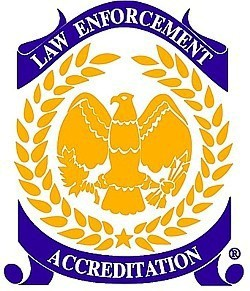 LAW ENFORCEMENT
ACCREDITATION
®